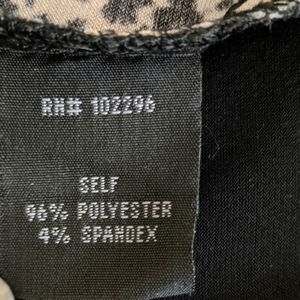 RN# 102296
SELF
96% POLYESTER
4% SPANDEX